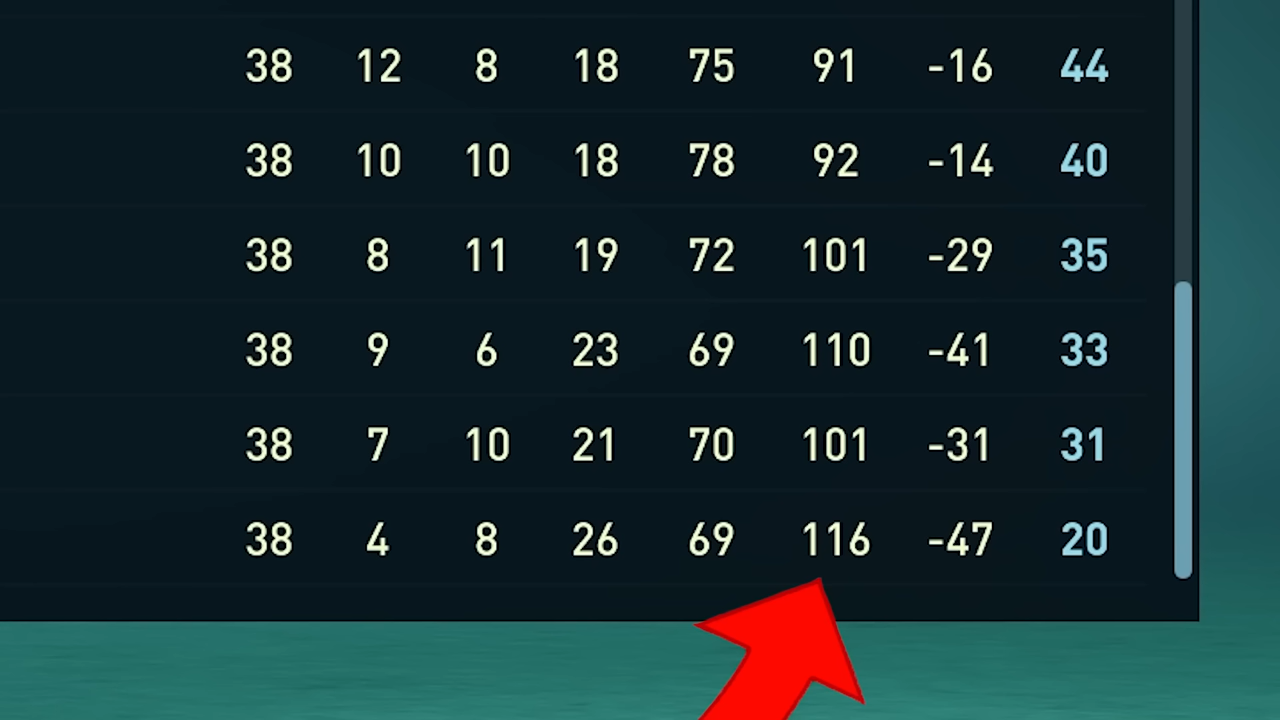 38 12 8 18 75 91 -16 44
38 10 10 18 78 92 -14 40
38 8 11 19 72 101 -29 35
38 9 6 23 69 110 -41 33
38 7 10 21 70 101 -31 31
38 4 8 26 69 116 -47 20